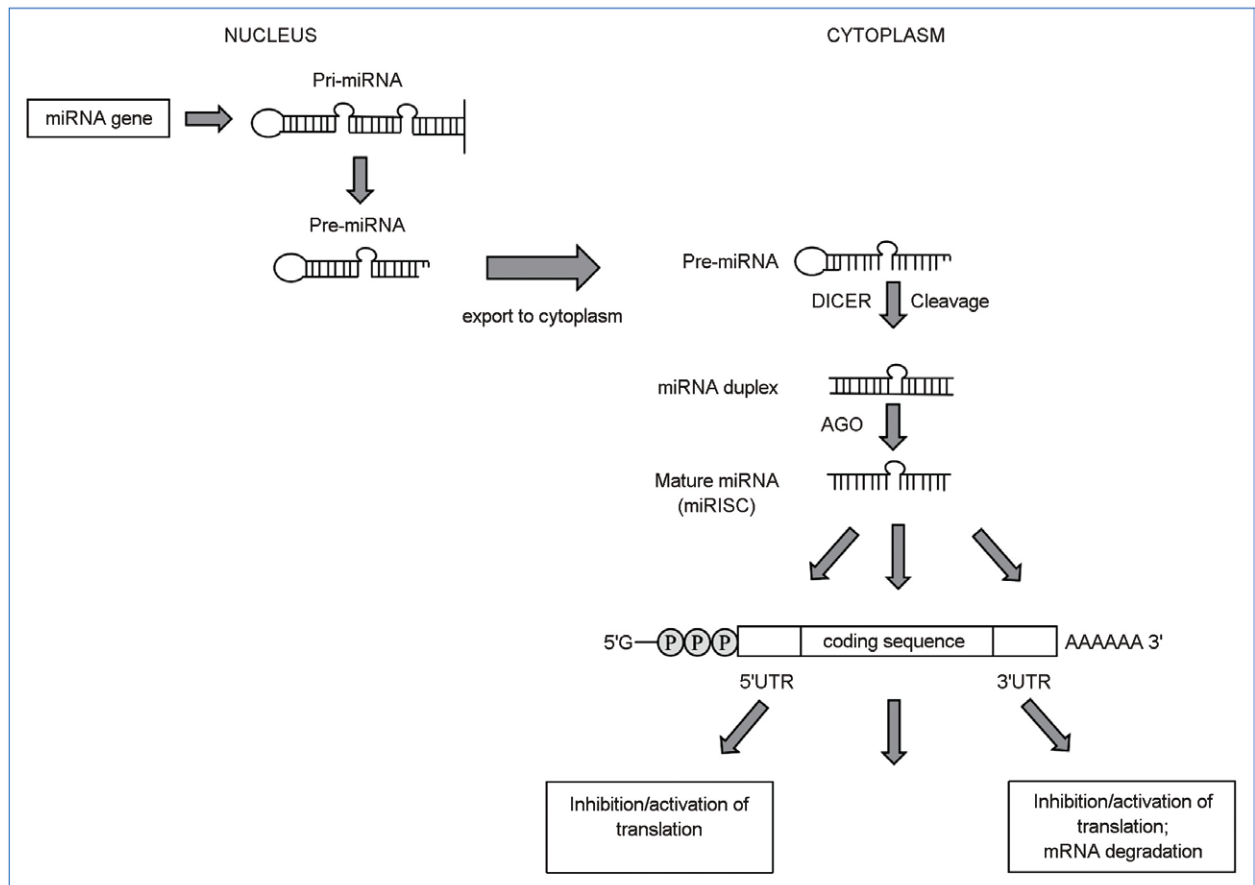 NUCLEUS
CYTOPLASM
Pri-miRNA
miRNA gene
Pre-miRNA
export to cytoplasm
Pre-miRNA
DICER Cleavage
miRNA duplex
AGO
Mature miRNA
(miRISC)
5'G PPP coding sequence AAAAAA 3'
5'UTR 3'UTR
Inhibition/activation of
translation
Inhibition/activation of
translation;
mRNA degradation